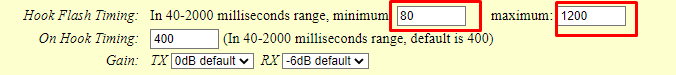 Hook Flash Timing: In 40-2000 milliseconds range, minimum: 80 maximum: 1200
On Hook Timing: 400 (In 40-2000 milliseconds range, default is 400)
Gain: TX 0dB default RX -6dB default